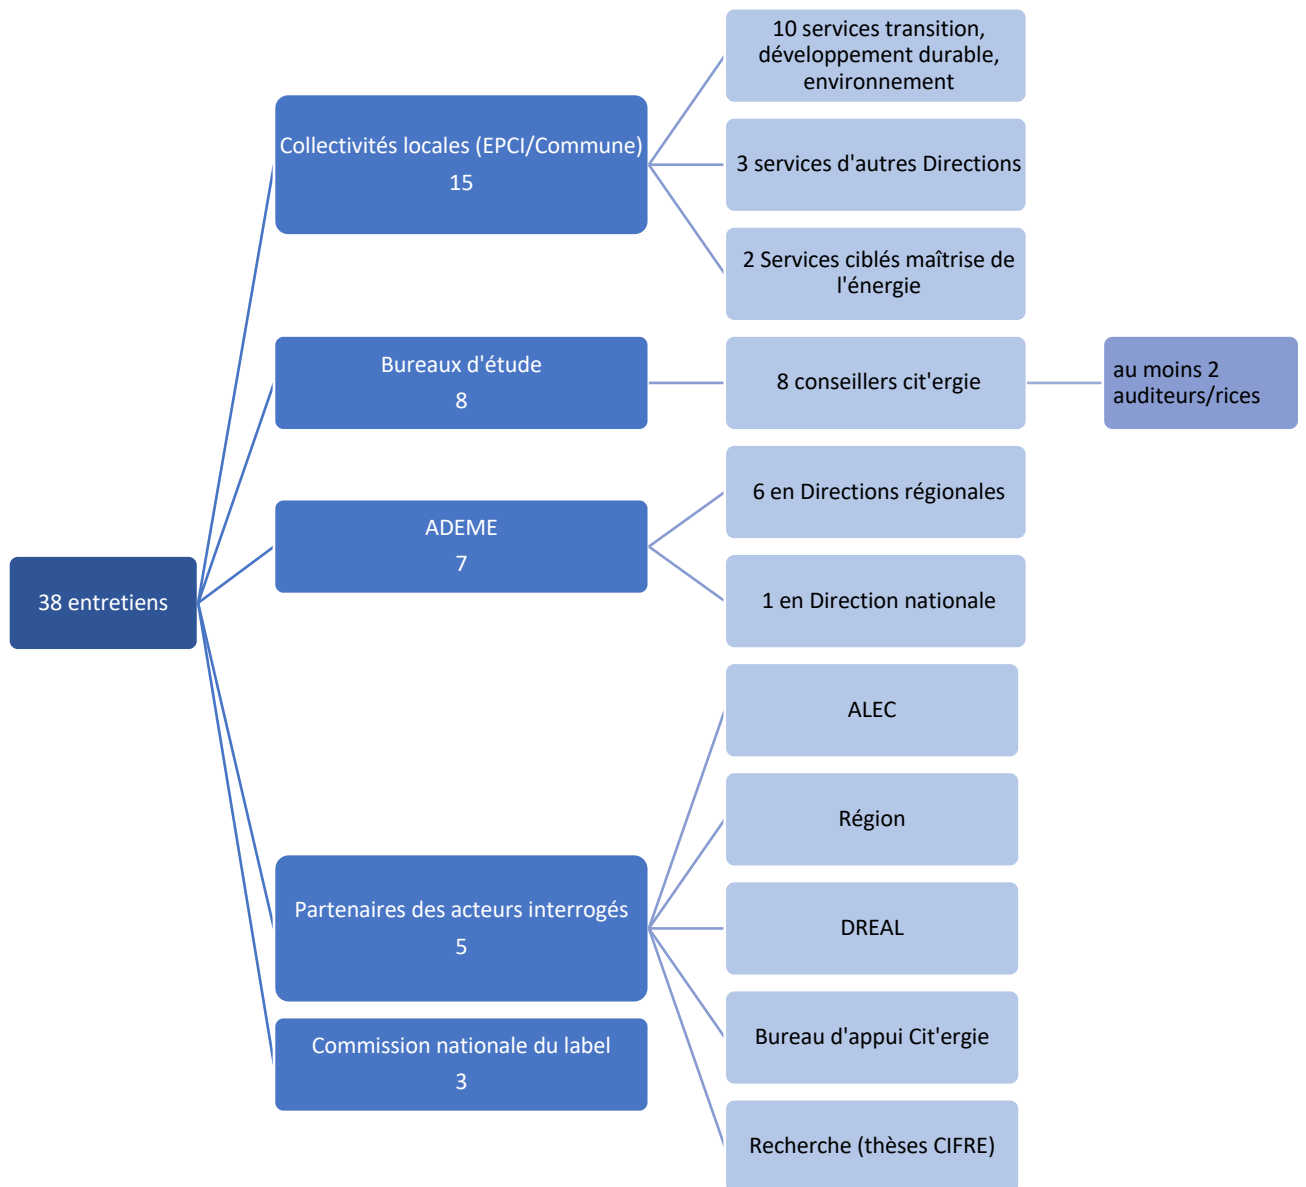 38 entretiens
Collectivités locales (EPCI/Commune)
15
10 services transition,
développement durable,
environnement
3 services d'autres Directions
2 Services ciblés maîtrise de
l'énergie
Bureaux d'étude
8
8 conseillers cit'ergie
au moins 2
auditeurs/rices
ADEME
7
6 en Directions régionales
1 en Direction nationale
Partenaires des acteurs interrogés
5
ALEC
Région
DREAL
Bureau d'appui Cit'ergie
Recherche (thèses CIFRE)
Commission nationale du label
3